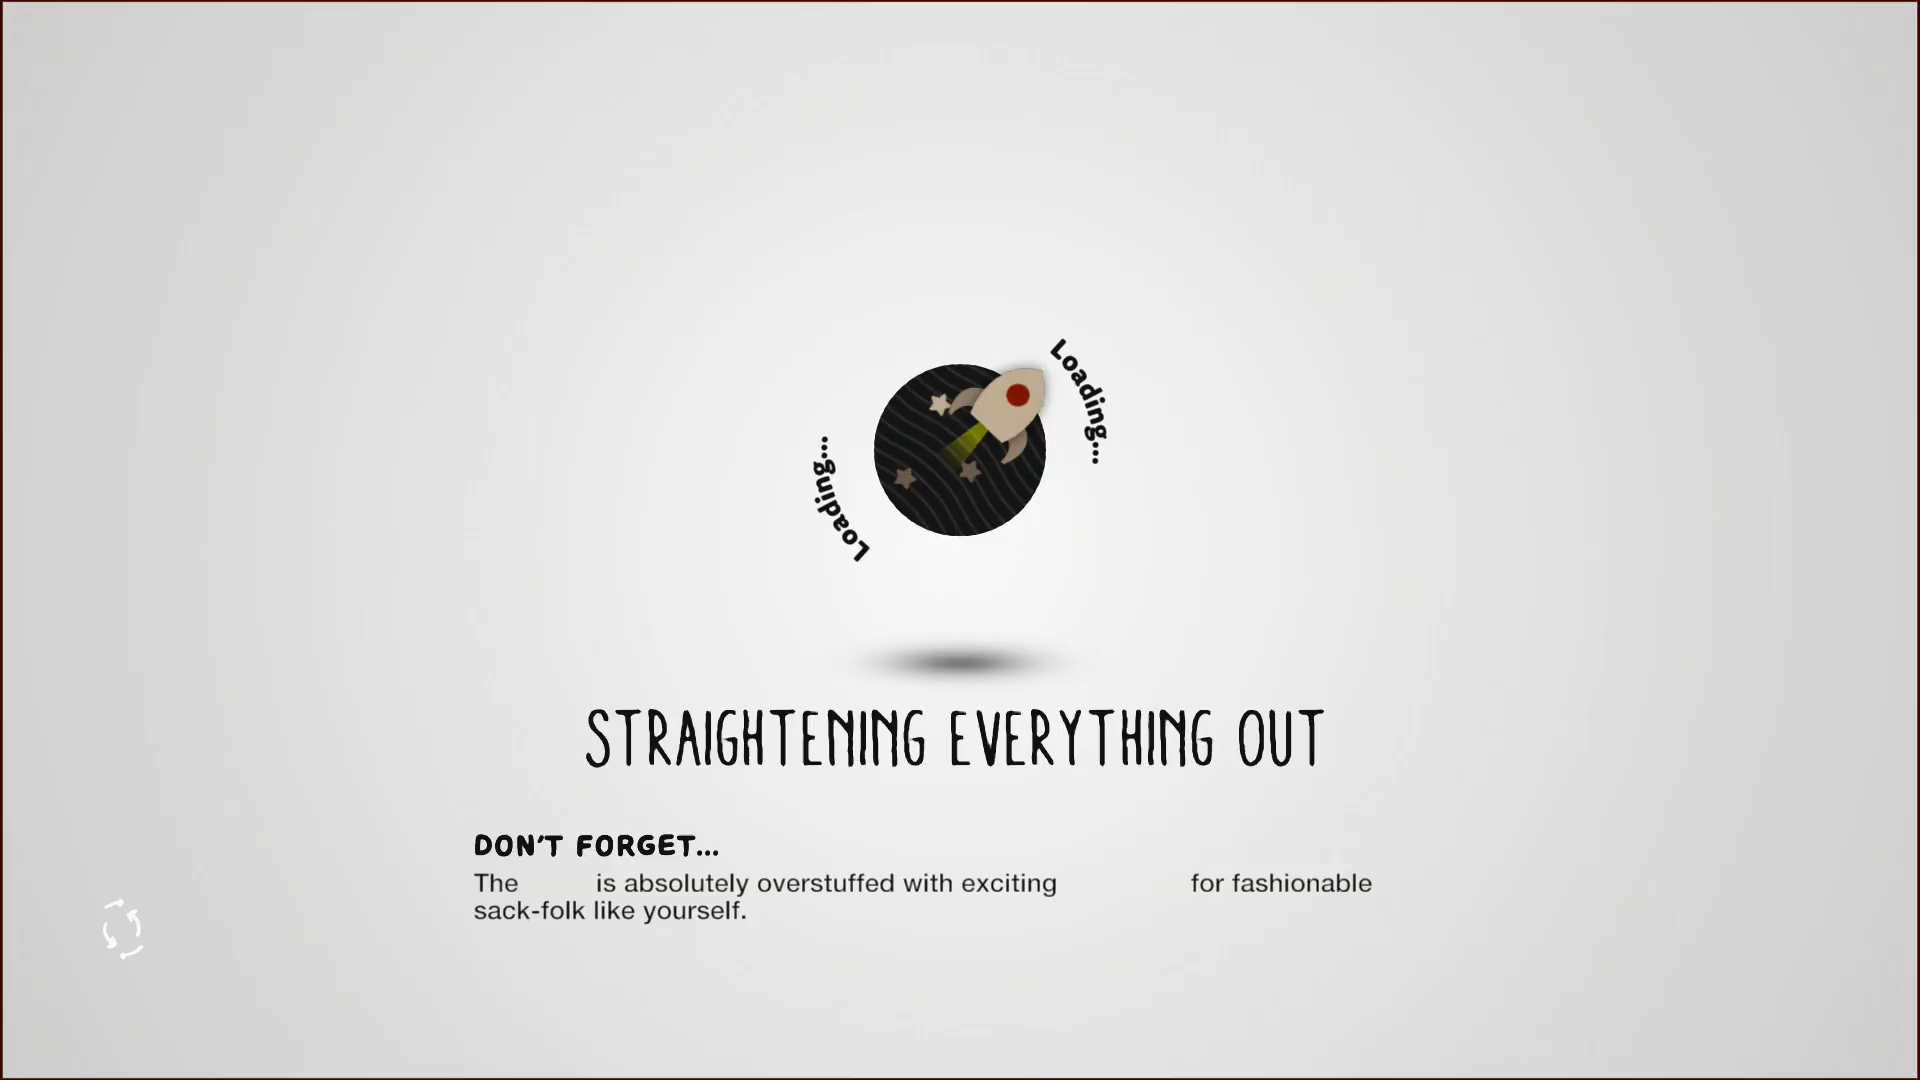 Loading...
Loading...
STRAIGHTENING EVERYTHING OUT
DON'T FORGET...
The is absolutely overstuffed with exciting for fashionable
sack-folk like yourself.